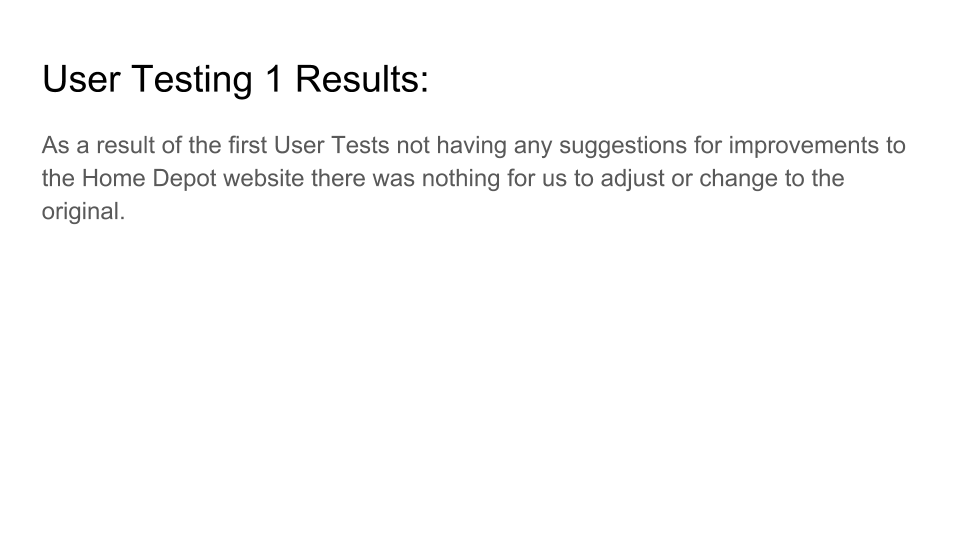 User Testing 1 Results:
As a result of the first User Tests not having any suggestions for improvements to
the Home Depot website there was nothing for us to adjust or change to the
original.